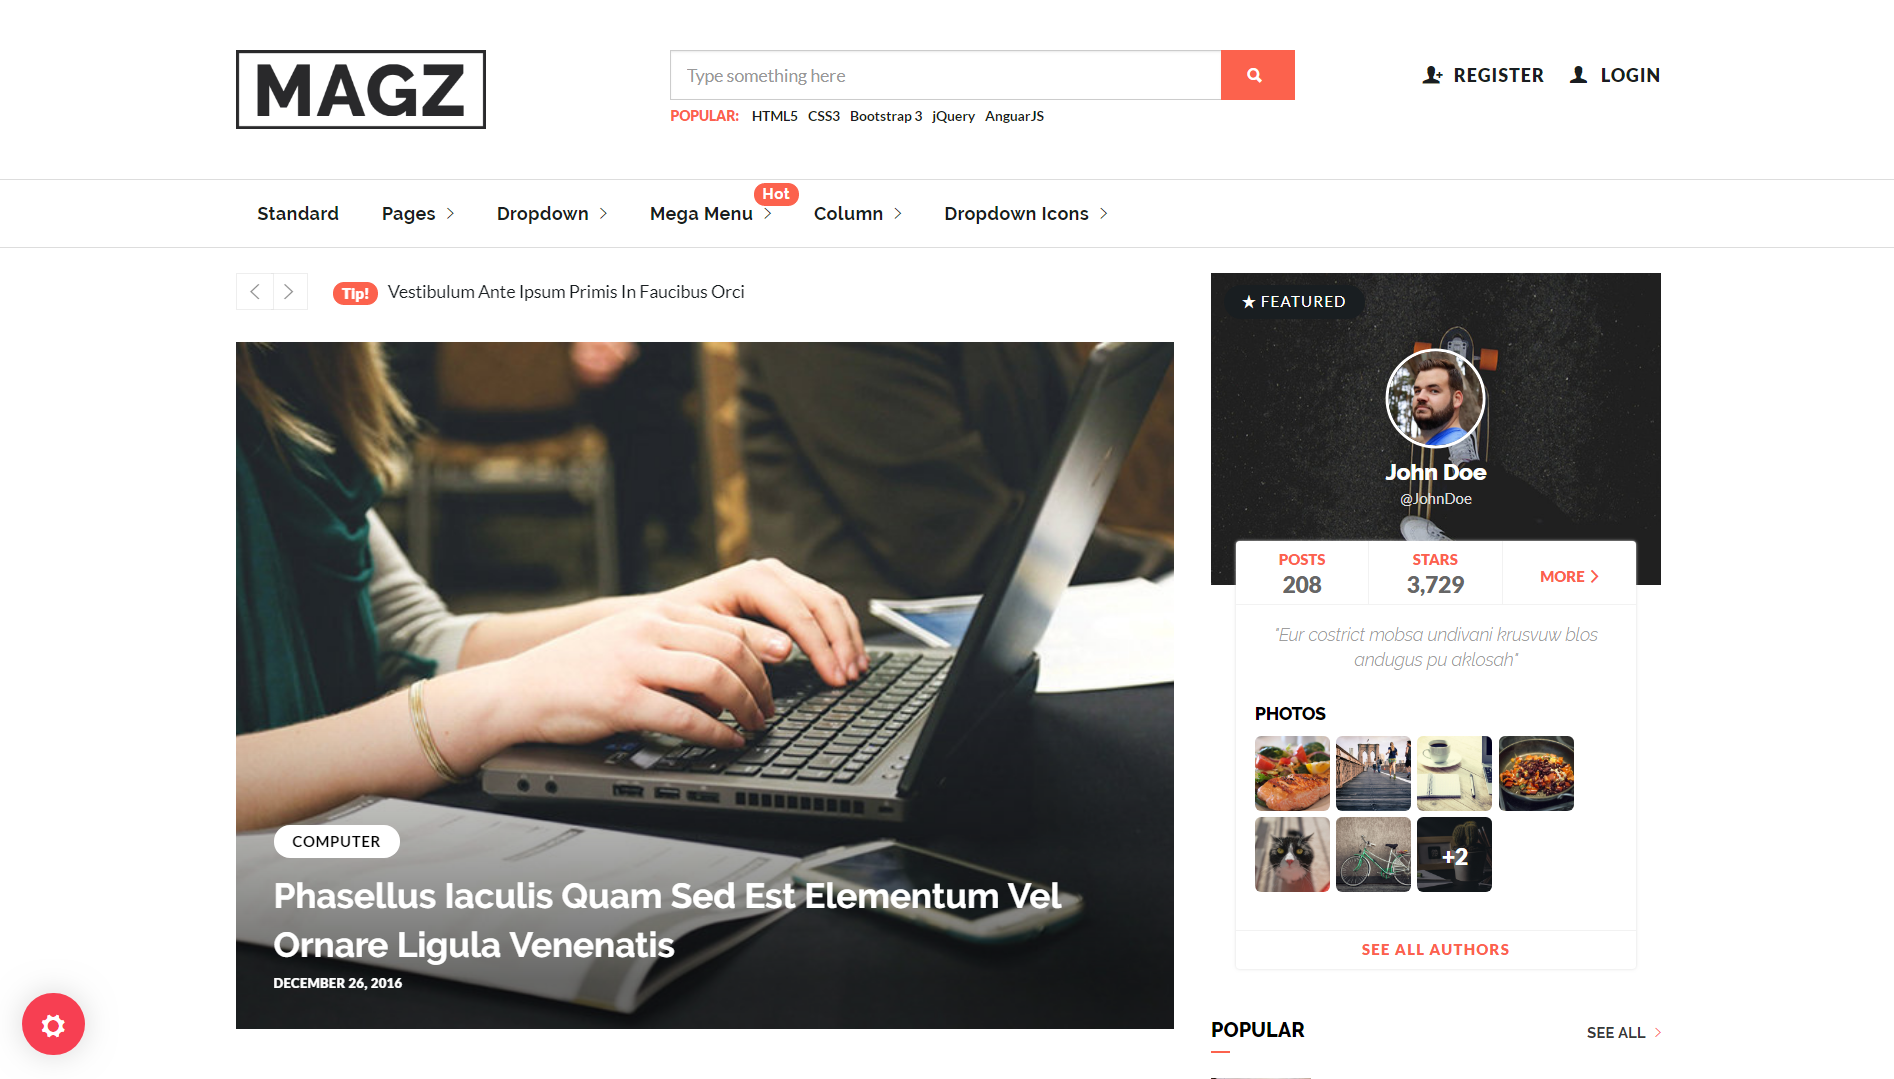 MAGZ
Type something here
POPULAR: HTML5 CSS3 Bootstrap 3 jQuery AnguarJS
REGISTER LOGIN
Hot
Standard Pages Dropdown Mega Menu Column Dropdown Icons
Tip! Vestibulum Ante Ipsum Primis In Faucibus Orci
COMPUTER
Phasellus Iaculis Quam Sed Est Elementum Vel
Ornare Ligula Venenatis
DECEMBER 26, 2016
★ FEATURED
John Doe
@JohnDoe
POSTS STARS
208 3,729
MORE
"Eur costrict mobsa undivani krusvuw blos
andugus pu aklosah"
PHOTOS
+2
SEE ALL AUTHORS
POPULAR
SEE ALL